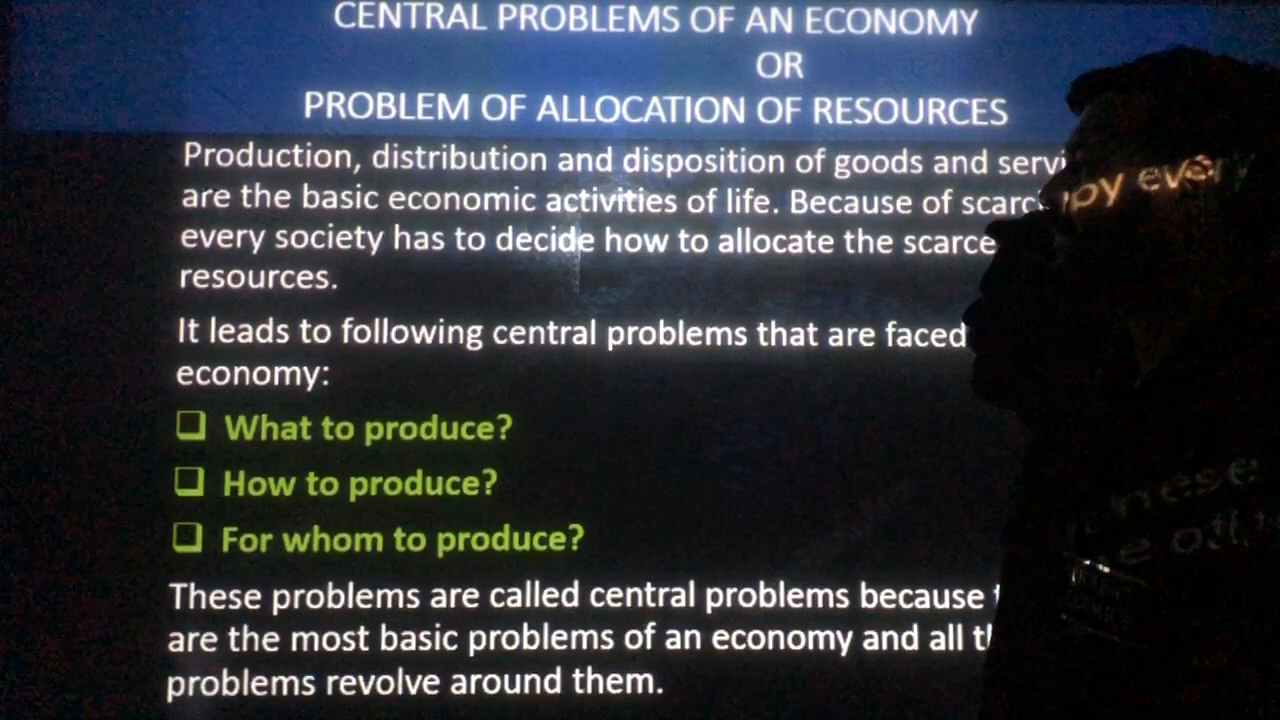 CENTRAL PROBLEMS OF AN ECONOMY
OR
PROBLEM OF ALLOCATION OF RESOURCES
Production, distribution and disposition of goods and servi
are the basic economic activities of life. Because of scarc
every society has to decide how to allocate the scarce
resources.
It leads to following central problems that are faced
economy:
What to produce?
How to produce?
For whom to produce?
These problems are called central problems because
are the most basic problems of an economy and all
problems revolve around them.